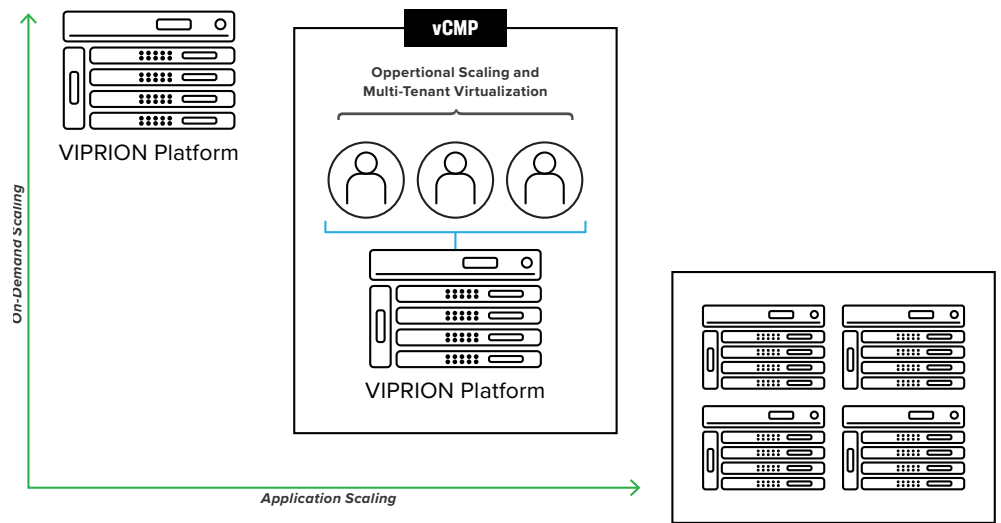 VIPRION Platform
vCMP
Oppertional Scaling and
Multi-Tenant Virtualization
VIPRION Platform
On-Demand Scaling
Application Scaling